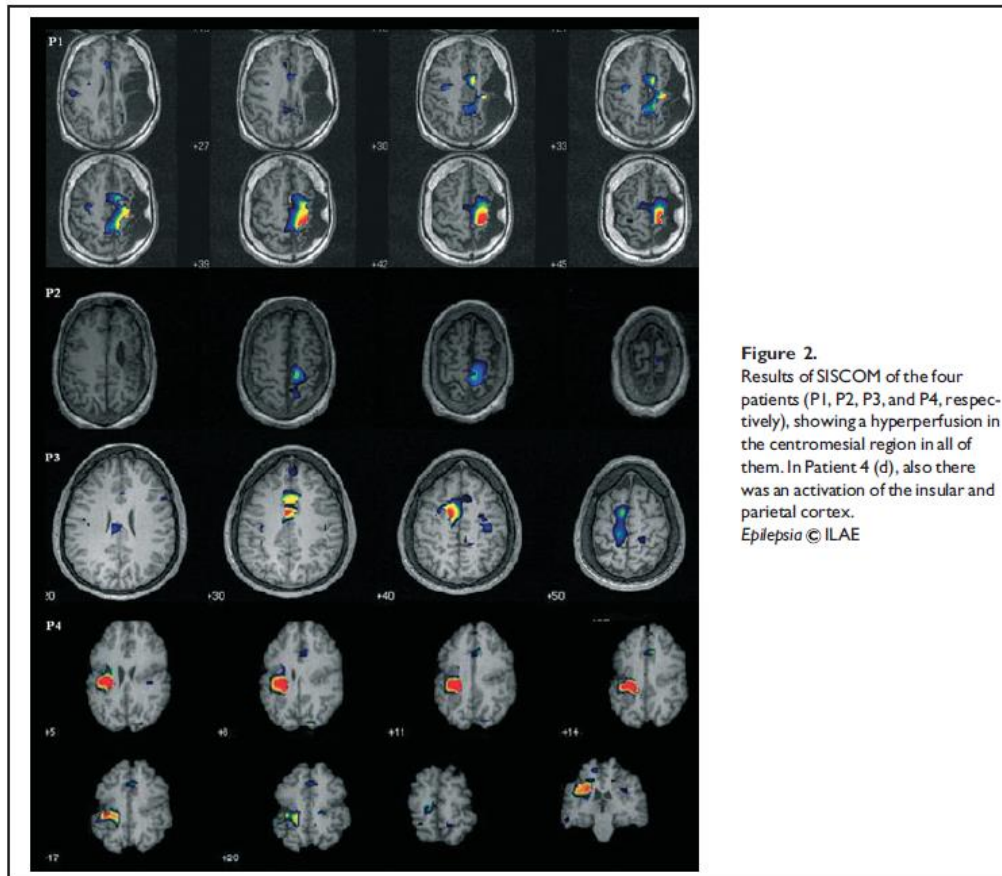 P1
+27
+30
+33
+39
+42
+45
P2
P3
20
+30
+40
+50
P4
+5
+8
+11
+14
+17
+20
Figure 2.
Results of SISCOM of the four
patients (P1, P2, P3, and P4, respec-
tively), showing a hyperperfusion in
the centromesial region in all of
them. In Patient 4 (d), also there
was an activation of the insular and
parietal cortex.
Epilepsia © ILAE